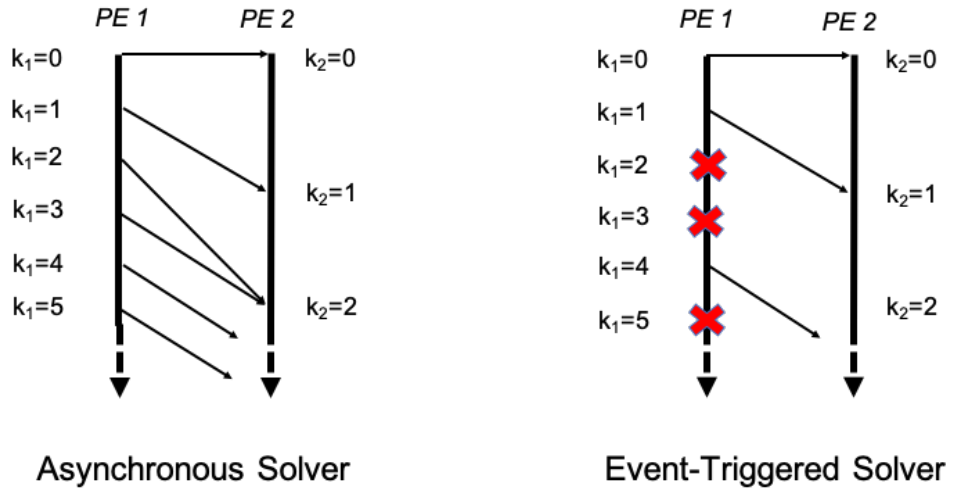 PE 1 PE 2
k₁=0 k₂=0
k₁=1
k₁=2
k₂=1
k₁=3
k₁=4
k₁=5 k₂=2
Asynchronous Solver
PE 1 PE 2
k₁=0 k₂=0
k₁=1
k₁=2
k₂=1
k₁=3
k₁=4
k₂=2
k₁=5
Event-Triggered Solver